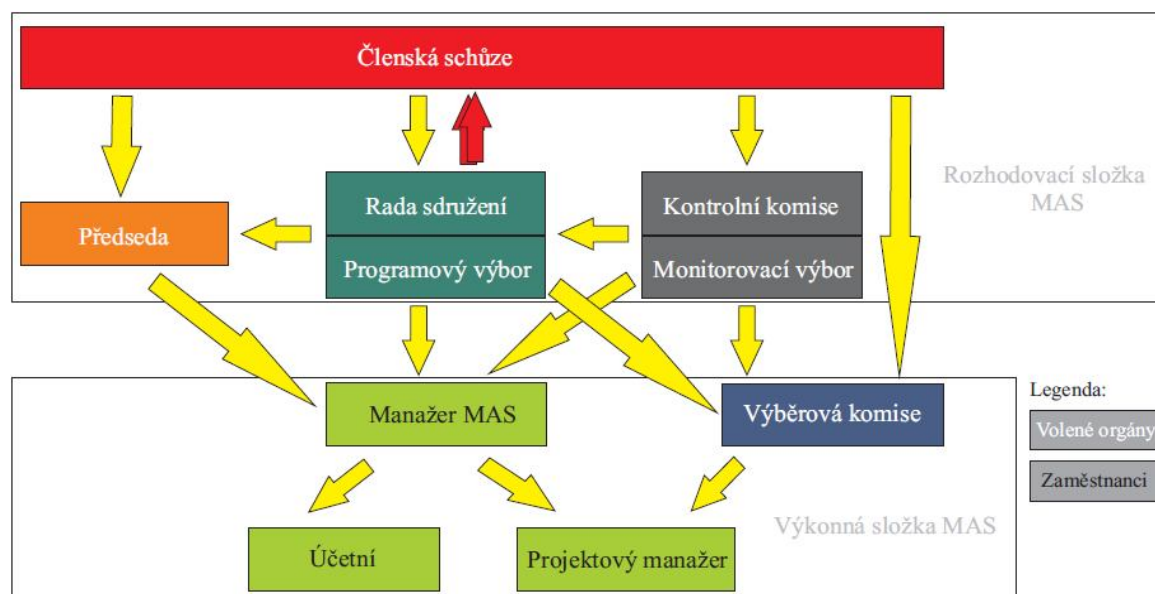 Členská schůze
Rozhodovací složka
MAS
Předseda
Rada sdružení
Programový výbor
Kontrolní komise
Monitorovací výbor
Manažer MAS
Výběrová komise
Legenda:
Volené orgány
Zaměstnanci
Výkonná složka MAS
Účetní
Projektový manažer